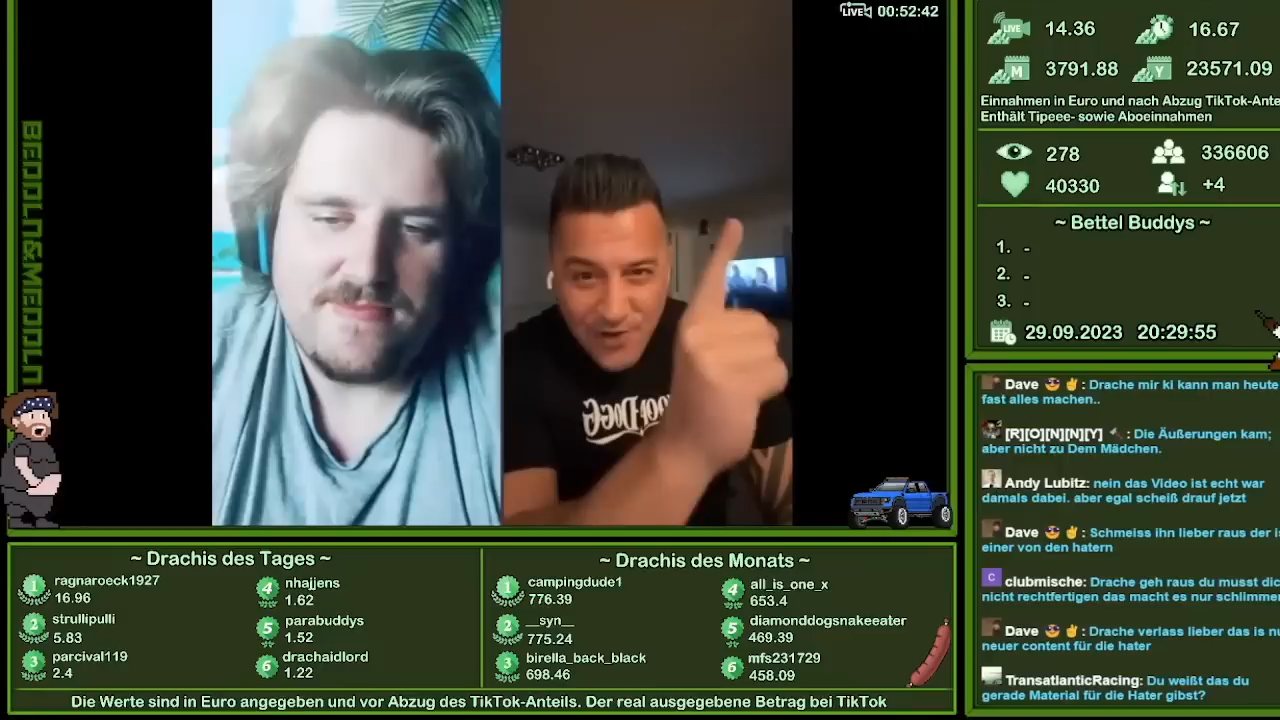 LIVE 00:52:42
BEDDLN&MEDDLN
LIVE 14.36 16.67
M 3791.88 Y 23571.09
Einnahmen in Euro und nach Abzug TikTok-Ante
Enthält Tipeee- sowie Aboeinnahmen
278 336606
40330 +4
~ Bettel Buddys ~
1. -
2. -
3. -
29.09.2023 20:29:55
Dave : Drache mir ki kann man heute
fast alles machen..
[R][O][N][N][Y] : Die Äußerungen kam;
aber nicht zu Dem Mädchen.
Andy Lubitz: nein das Video ist echt war
damals dabei. aber egal scheiß drauf jetzt
Dave : Schmeiss ihn lieber raus der is
einer von den hatern
C clubmische: Drache geh raus du musst dic
nicht rechtfertigen das macht es nur schlimme
Dave : Drache verlass lieber das is nu
neuer content für die hater
TransatlanticRacing: Du weißt das du
gerade Material für die Hater gibst?
~ Drachis des Tages ~
1 ragnaroeck1927
16.96
2 strullipulli
5.83
3 parcival119
2.4
4 nhajjens
1.62
5 parabuddys
1.52
6 drachaidlord
1.22
~ Drachis des Monats ~
1 campingdude1
776.39
2 __syn__
775.24
3 birella_back_black
698.46
4 all_is_one_x
653.4
5 diamonddogsnakeeater
469.39
6 mfs231729
458.09
Die Werte sind in Euro angegeben und vor Abzug des TikTok-Anteils. Der real ausgegebene Betrag bei TikTok